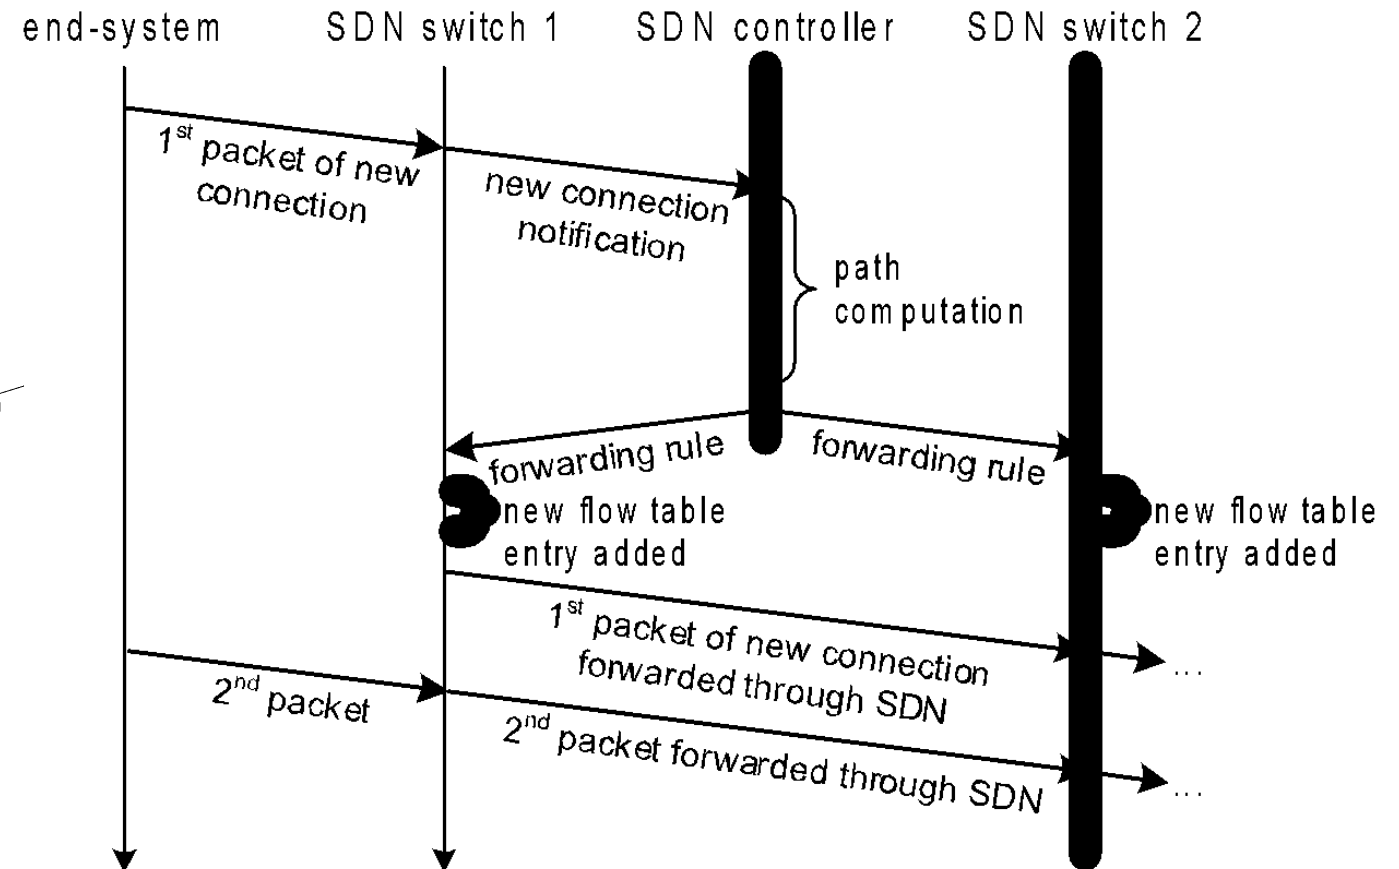 end-system
SDN switch 1
SDN controller
SDN switch 2
1st packet of new
connection
new connection
notification
path
computation
forwarding rule
forwarding rule
new flow table
entry added
new flow table
entry added
1st packet of new connection
forwarded through SDN
...
2nd packet
2nd packet forwarded through SDN
...